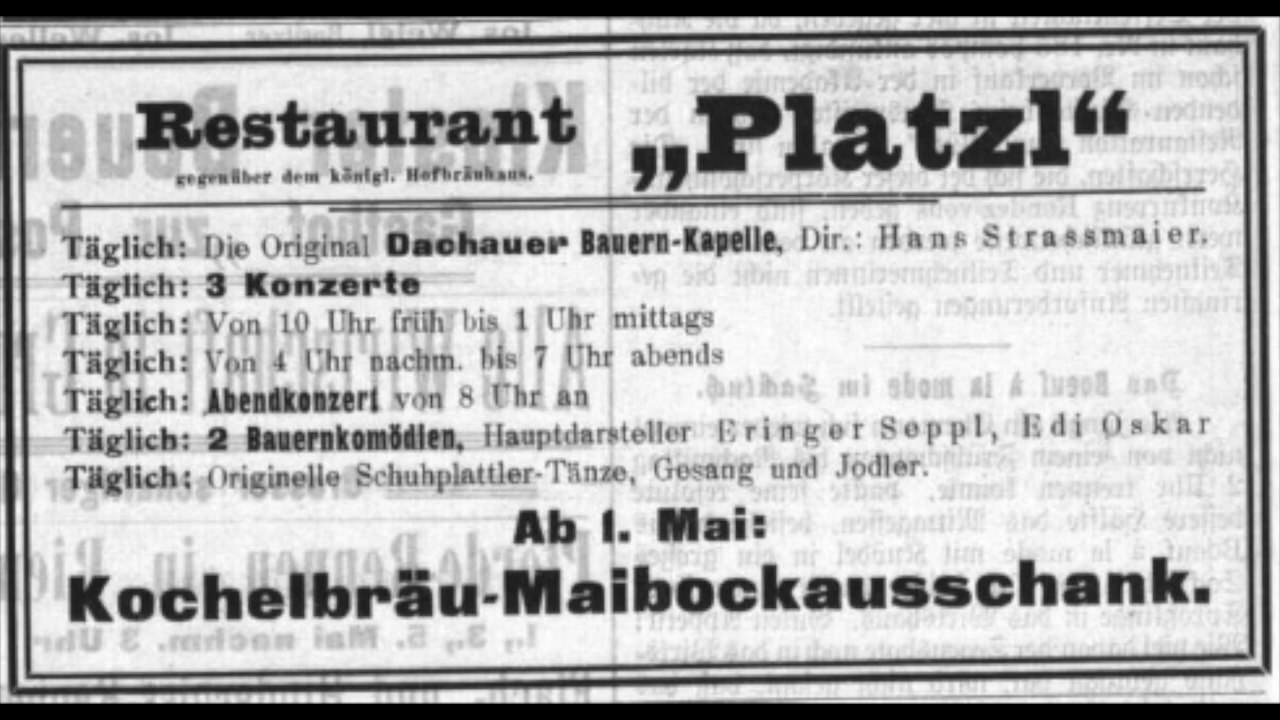 Restaurant „Platzl“
gegenüber dem königl. Hofbräuhaus.
Täglich: Die Original Dachauer Bauern-Kapelle, Dir.: Hans Strassmaier.
Täglich: 3 Konzerte
Täglich: Von 10 Uhr früh bis 1 Uhr mittags
Täglich: Von 4 Uhr nachm. bis 7 Uhr abends
Täglich: Abendkonzert von 8 Uhr an
Täglich: 2 Bauernkomödien, Hauptdarsteller Eringer Seppl, Edi Oskar
Täglich: Originelle Schuhplattler-Tänze, Gesang und Jodler.
Ab 1. Mai:
Kochelbräu-Maibockausschank.